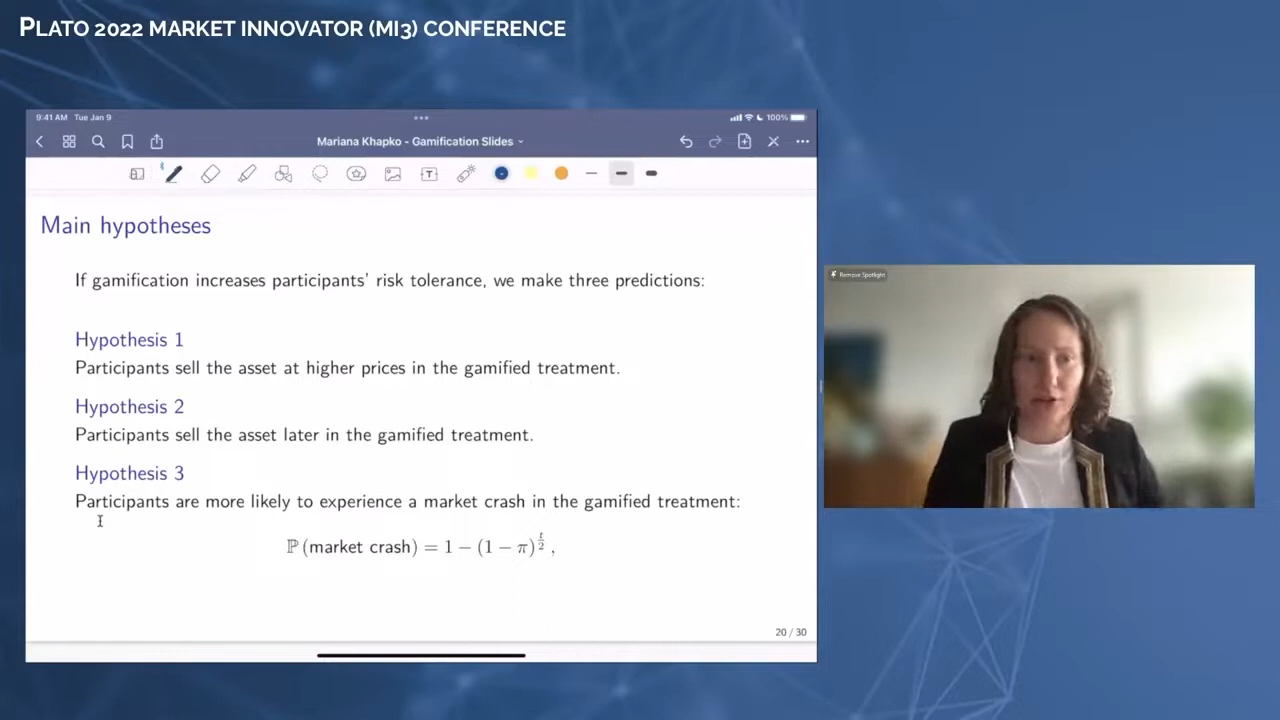 PLATO 2022 MARKET INNOVATOR (MI3) CONFERENCE
9:41 AM Tue Jan 9
100%
Mariana Khapko - Gamification Slides
T
Main hypotheses
If gamification increases participants' risk tolerance, we make three predictions:
Hypothesis 1
Participants sell the asset at higher prices in the gamified treatment.
Hypothesis 2
Participants sell the asset later in the gamified treatment.
Hypothesis 3
Participants are more likely to experience a market crash in the gamified treatment:
ℙ (market crash) = 1 − (1 − π)^{t/2} ,
20 / 30
Remove Spotlight